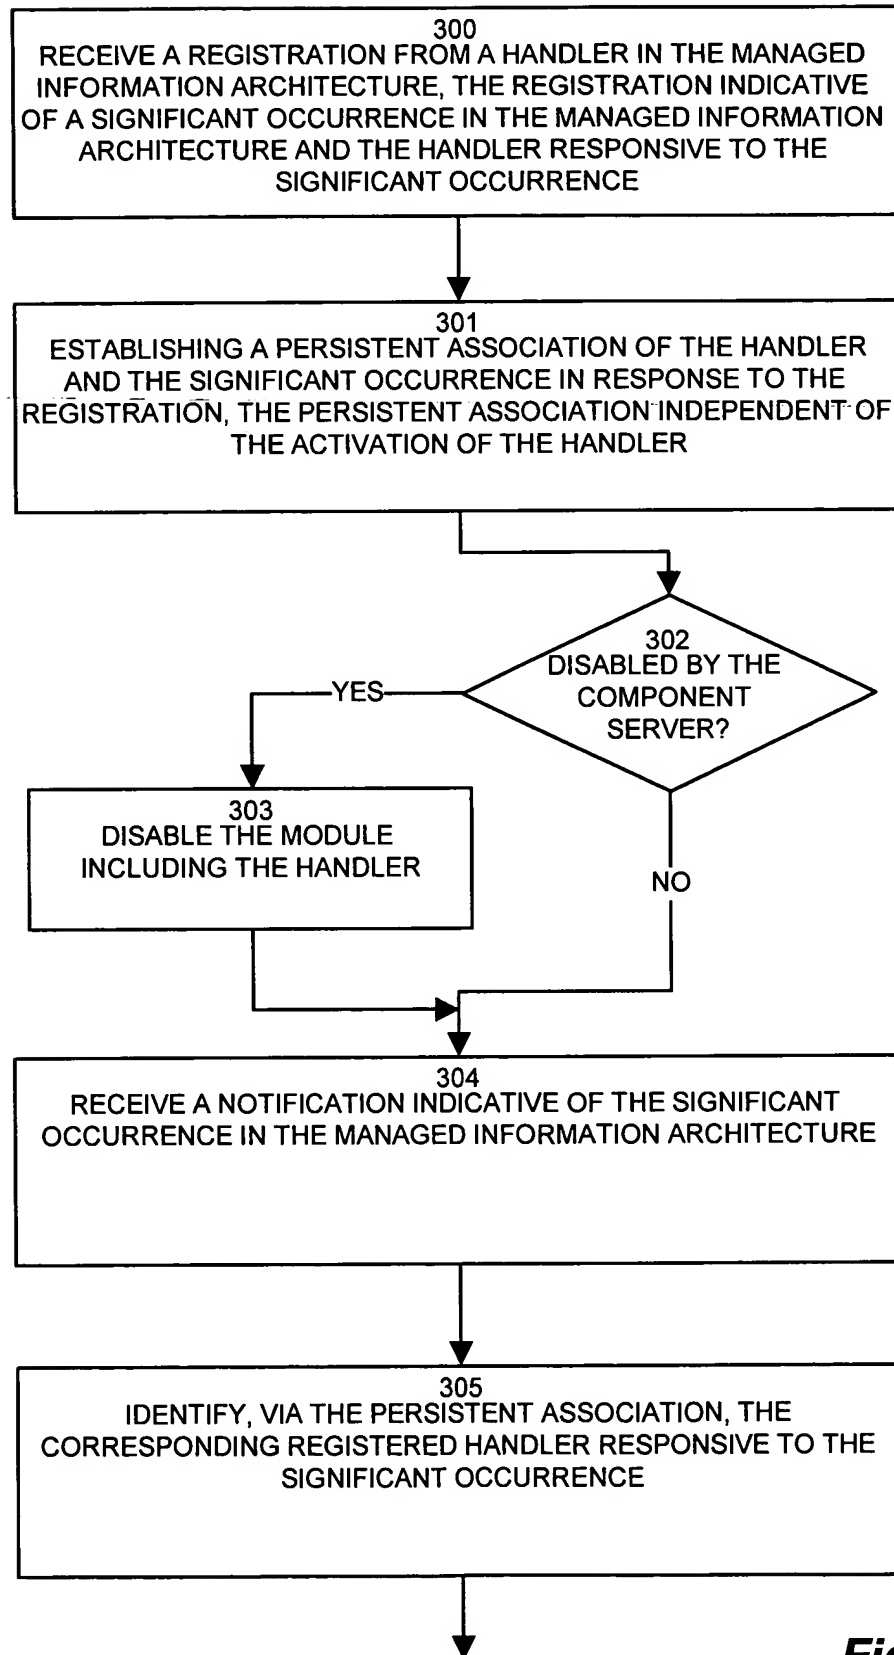 300
RECEIVE A REGISTRATION FROM A HANDLER IN THE MANAGED
INFORMATION ARCHITECTURE, THE REGISTRATION INDICATIVE
OF A SIGNIFICANT OCCURRENCE IN THE MANAGED INFORMATION
ARCHITECTURE AND THE HANDLER RESPONSIVE TO THE
SIGNIFICANT OCCURRENCE
301
ESTABLISHING A PERSISTENT ASSOCIATION OF THE HANDLER
AND THE SIGNIFICANT OCCURRENCE IN RESPONSE TO THE
REGISTRATION, THE PERSISTENT ASSOCIATION INDEPENDENT OF
THE ACTIVATION OF THE HANDLER
302
DISABLED BY THE
COMPONENT
SERVER?
YES
303
DISABLE THE MODULE
INCLUDING THE HANDLER
NO
304
RECEIVE A NOTIFICATION INDICATIVE OF THE SIGNIFICANT
OCCURRENCE IN THE MANAGED INFORMATION ARCHITECTURE
305
IDENTIFY, VIA THE PERSISTENT ASSOCIATION, THE
CORRESPONDING REGISTERED HANDLER RESPONSIVE TO THE
SIGNIFICANT OCCURRENCE